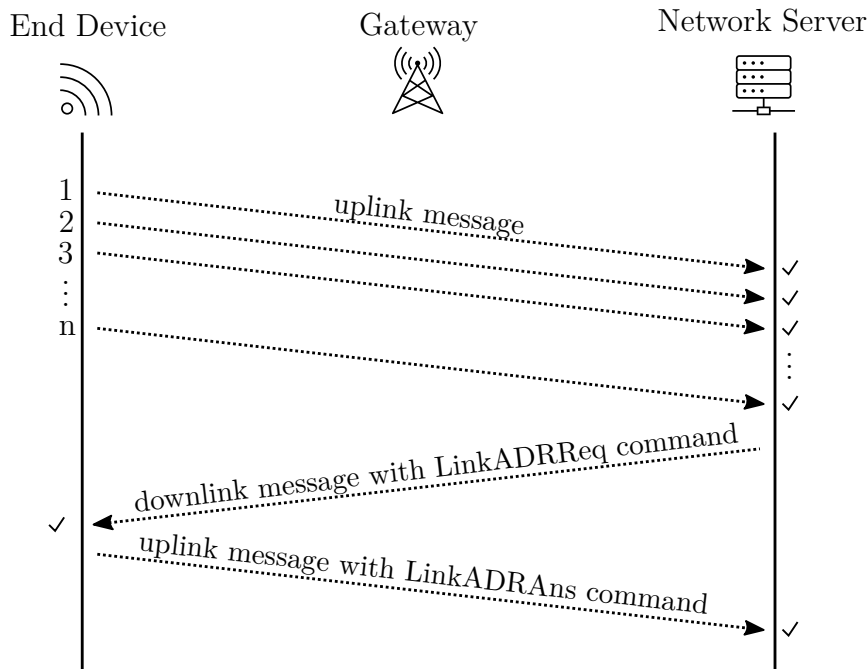 End Device
Gateway
Network Server
1
uplink message
2
3
⋮
n
⋮
downlink message with LinkADRReq command
uplink message with LinkADRAns command